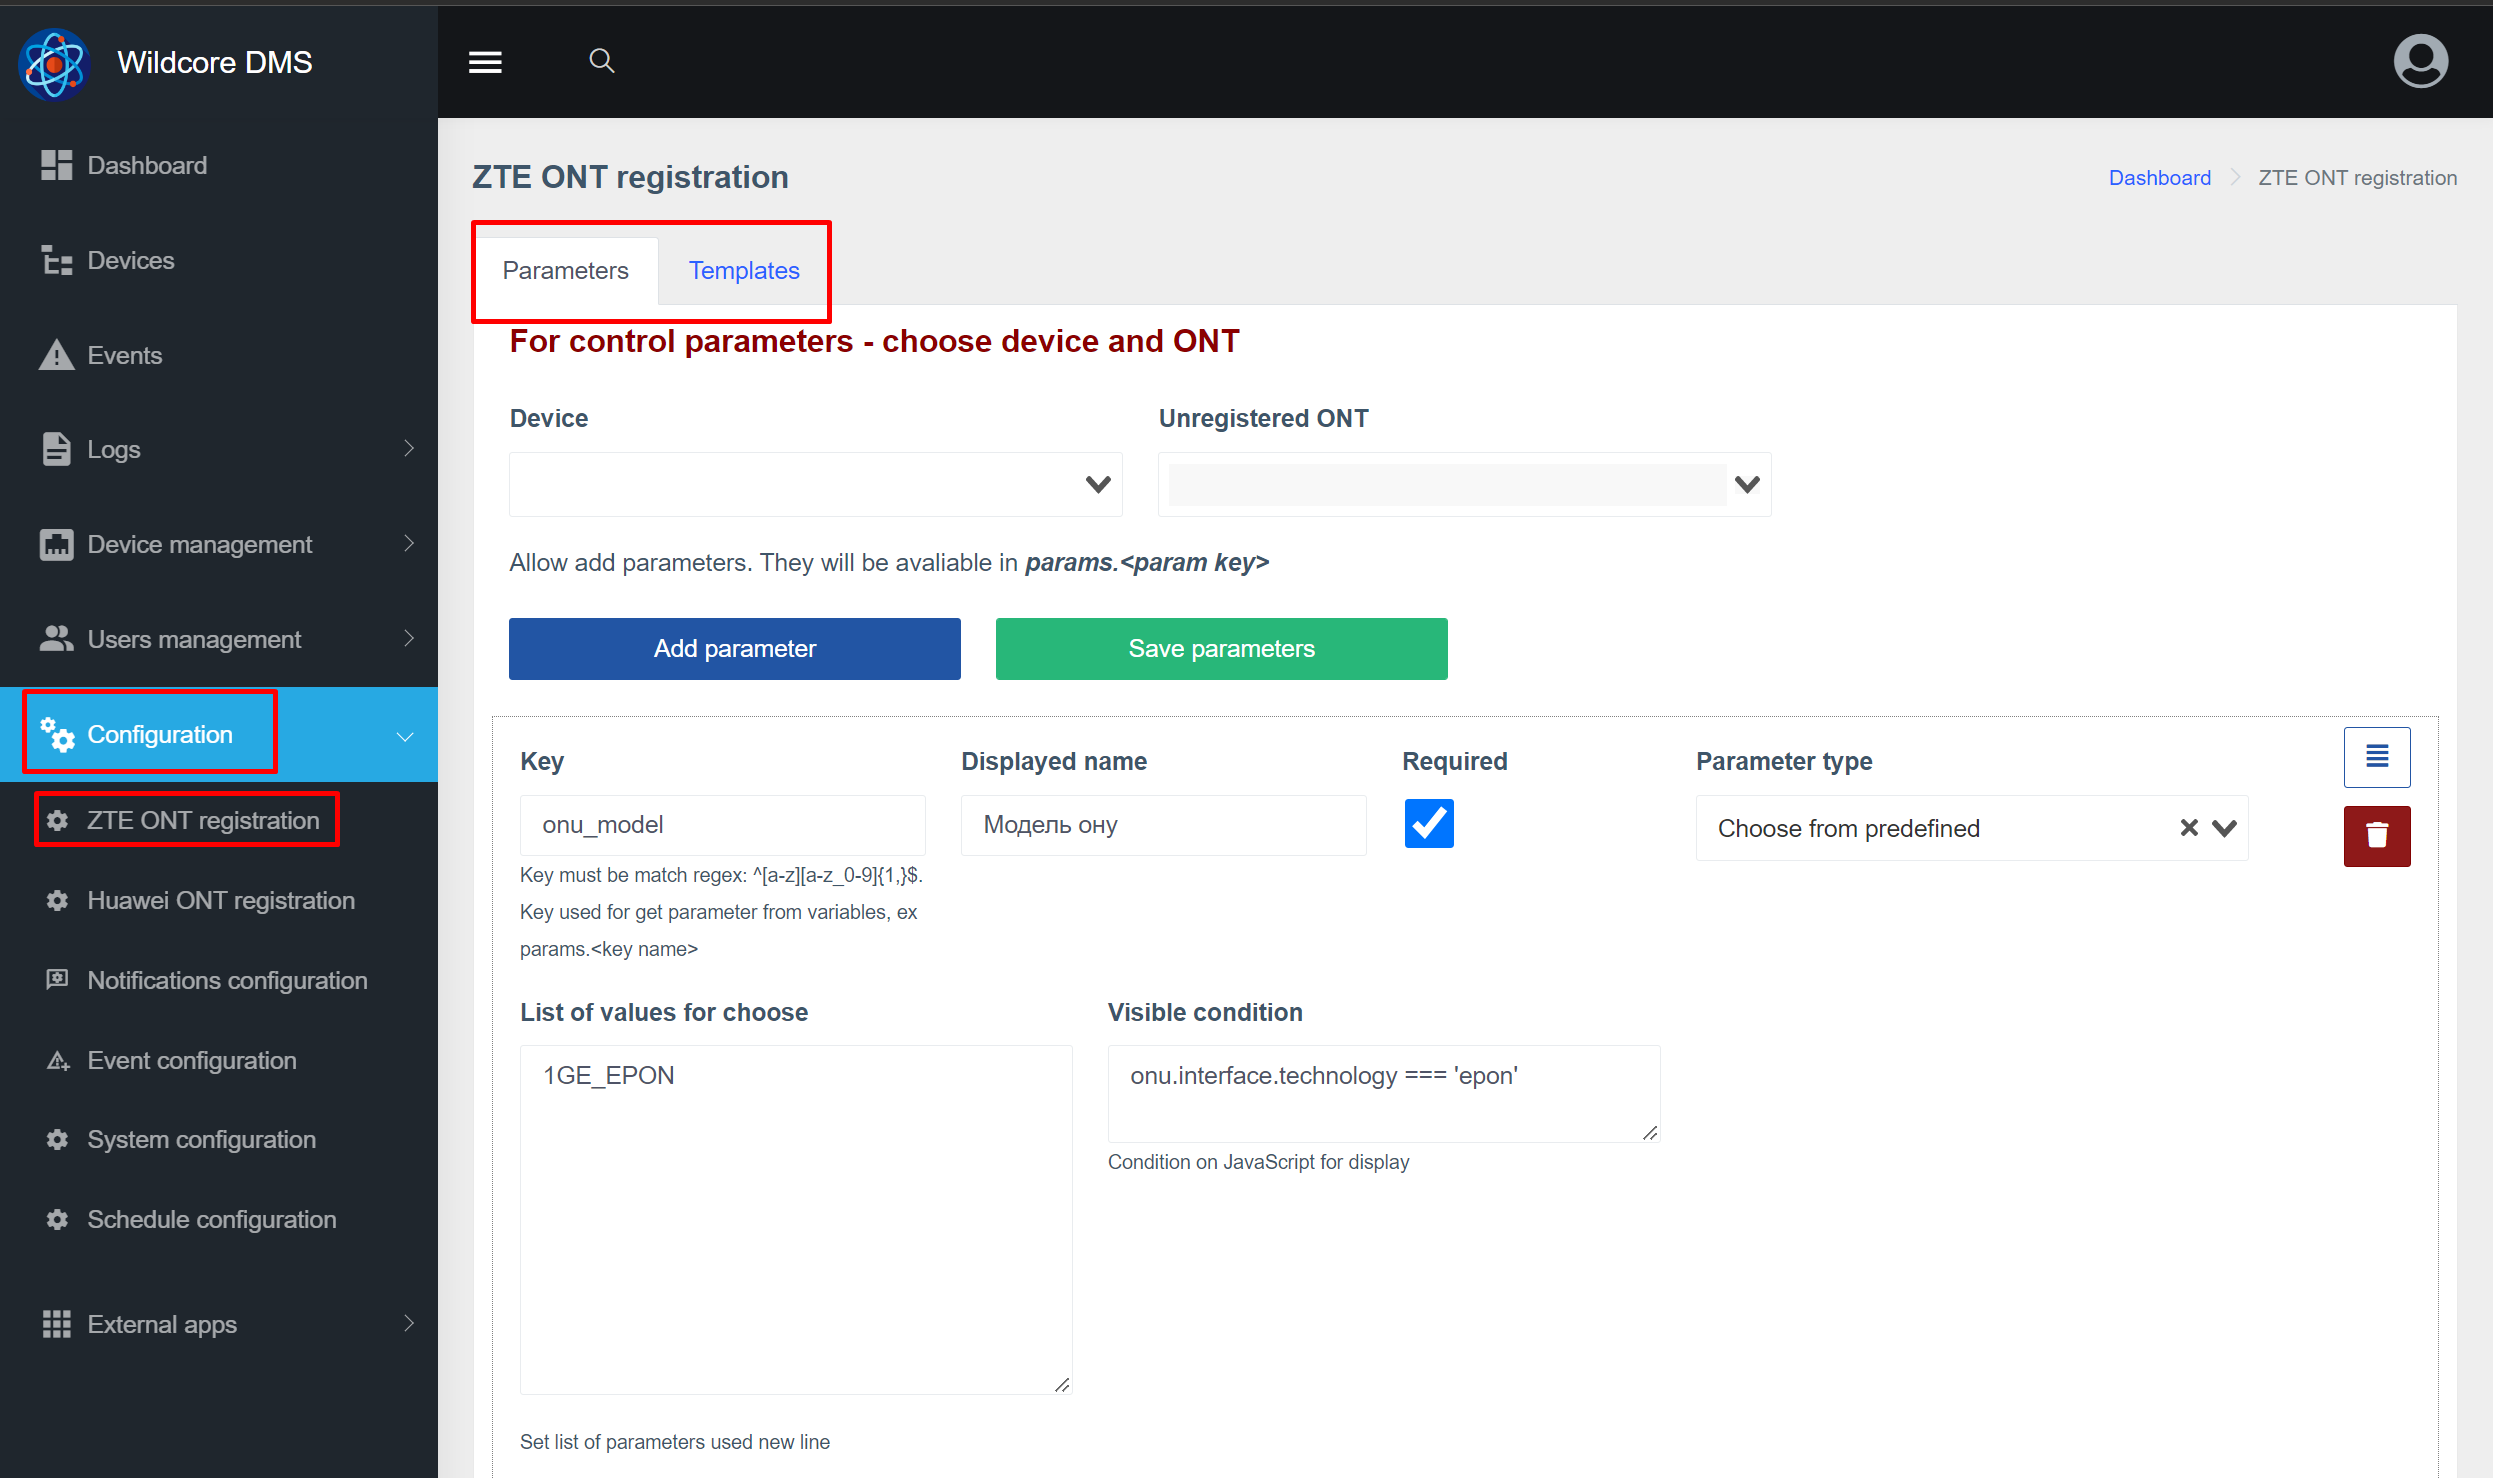 Wildcore DMS
Dashboard
Devices
Events
Logs
Device management
Users management
Configuration
ZTE ONT registration
Huawei ONT registration
Notifications configuration
Event configuration
System configuration
Schedule configuration
External apps
ZTE ONT registration
Dashboard ZTE ONT registration
Parameters Templates
For control parameters - choose device and ONT
Device Unregistered ONT
Allow add parameters. They will be avaliable in params.<param key>
Add parameter Save parameters
Key Displayed name Required Parameter type
onu_model Модель ону Choose from predefined
Key must be match regex: ^[a-z][a-z_0-9]{1,}$.
Key used for get parameter from variables, ex
params.<key name>
List of values for choose Visible condition
1GE_EPON onu.interface.technology === 'epon'
Condition on JavaScript for display
Set list of parameters used new line